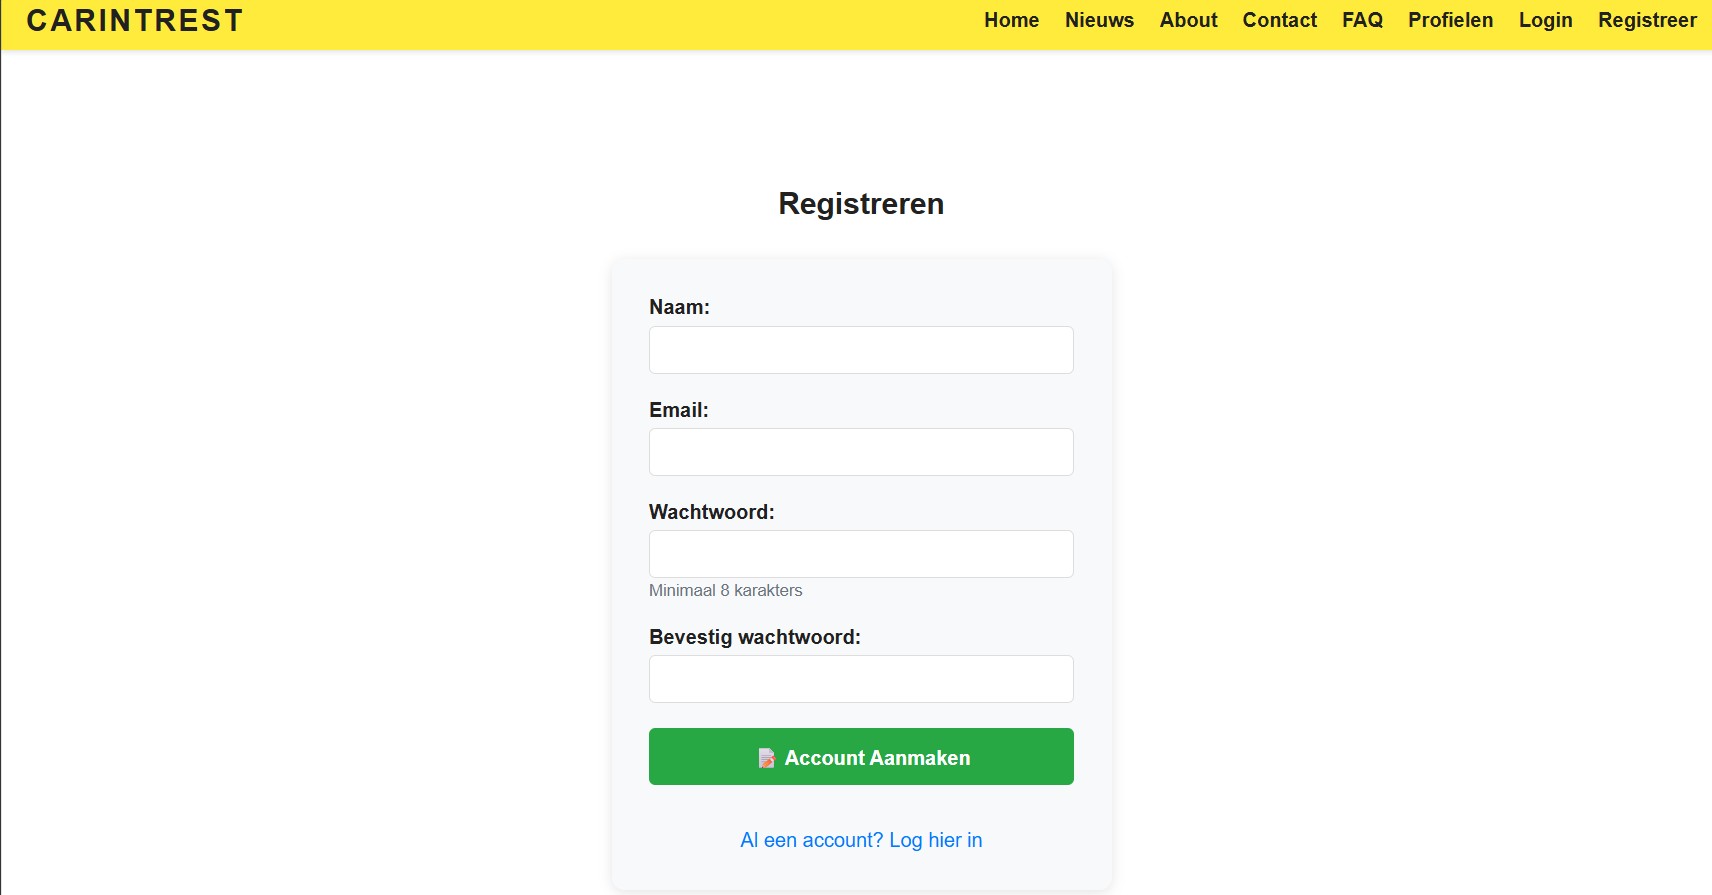 CARINTREST
Home Nieuws About Contact FAQ Profielen Login Registreer
Registreren
Naam:
Email:
Wachtwoord:
Minimaal 8 karakters
Bevestig wachtwoord:
📝 Account Aanmaken
Al een account? Log hier in